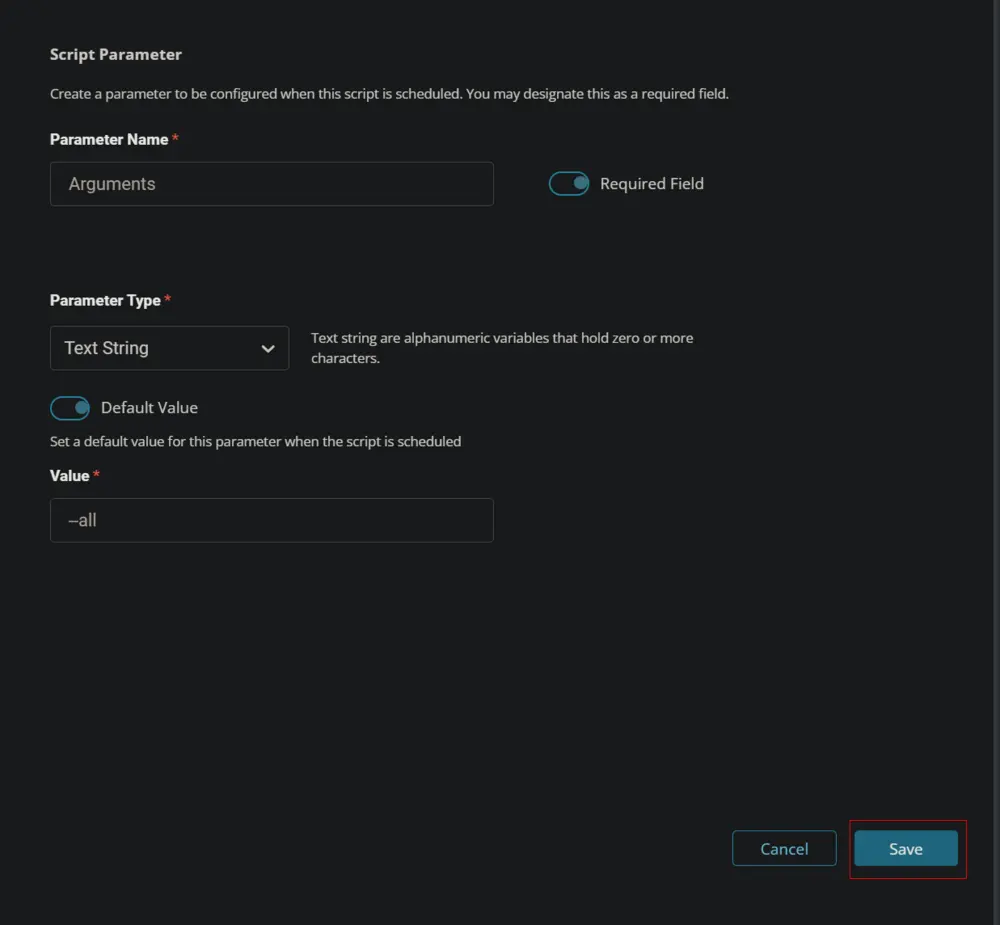 Script Parameter
Create a parameter to be configured when this script is scheduled. You may designate this as a required field.
Parameter Name *
Arguments
Required Field
Parameter Type *
Text String
Text string are alphanumeric variables that hold zero or more
characters.
Default Value
Set a default value for this parameter when the script is scheduled
Value *
--all
Cancel
Save